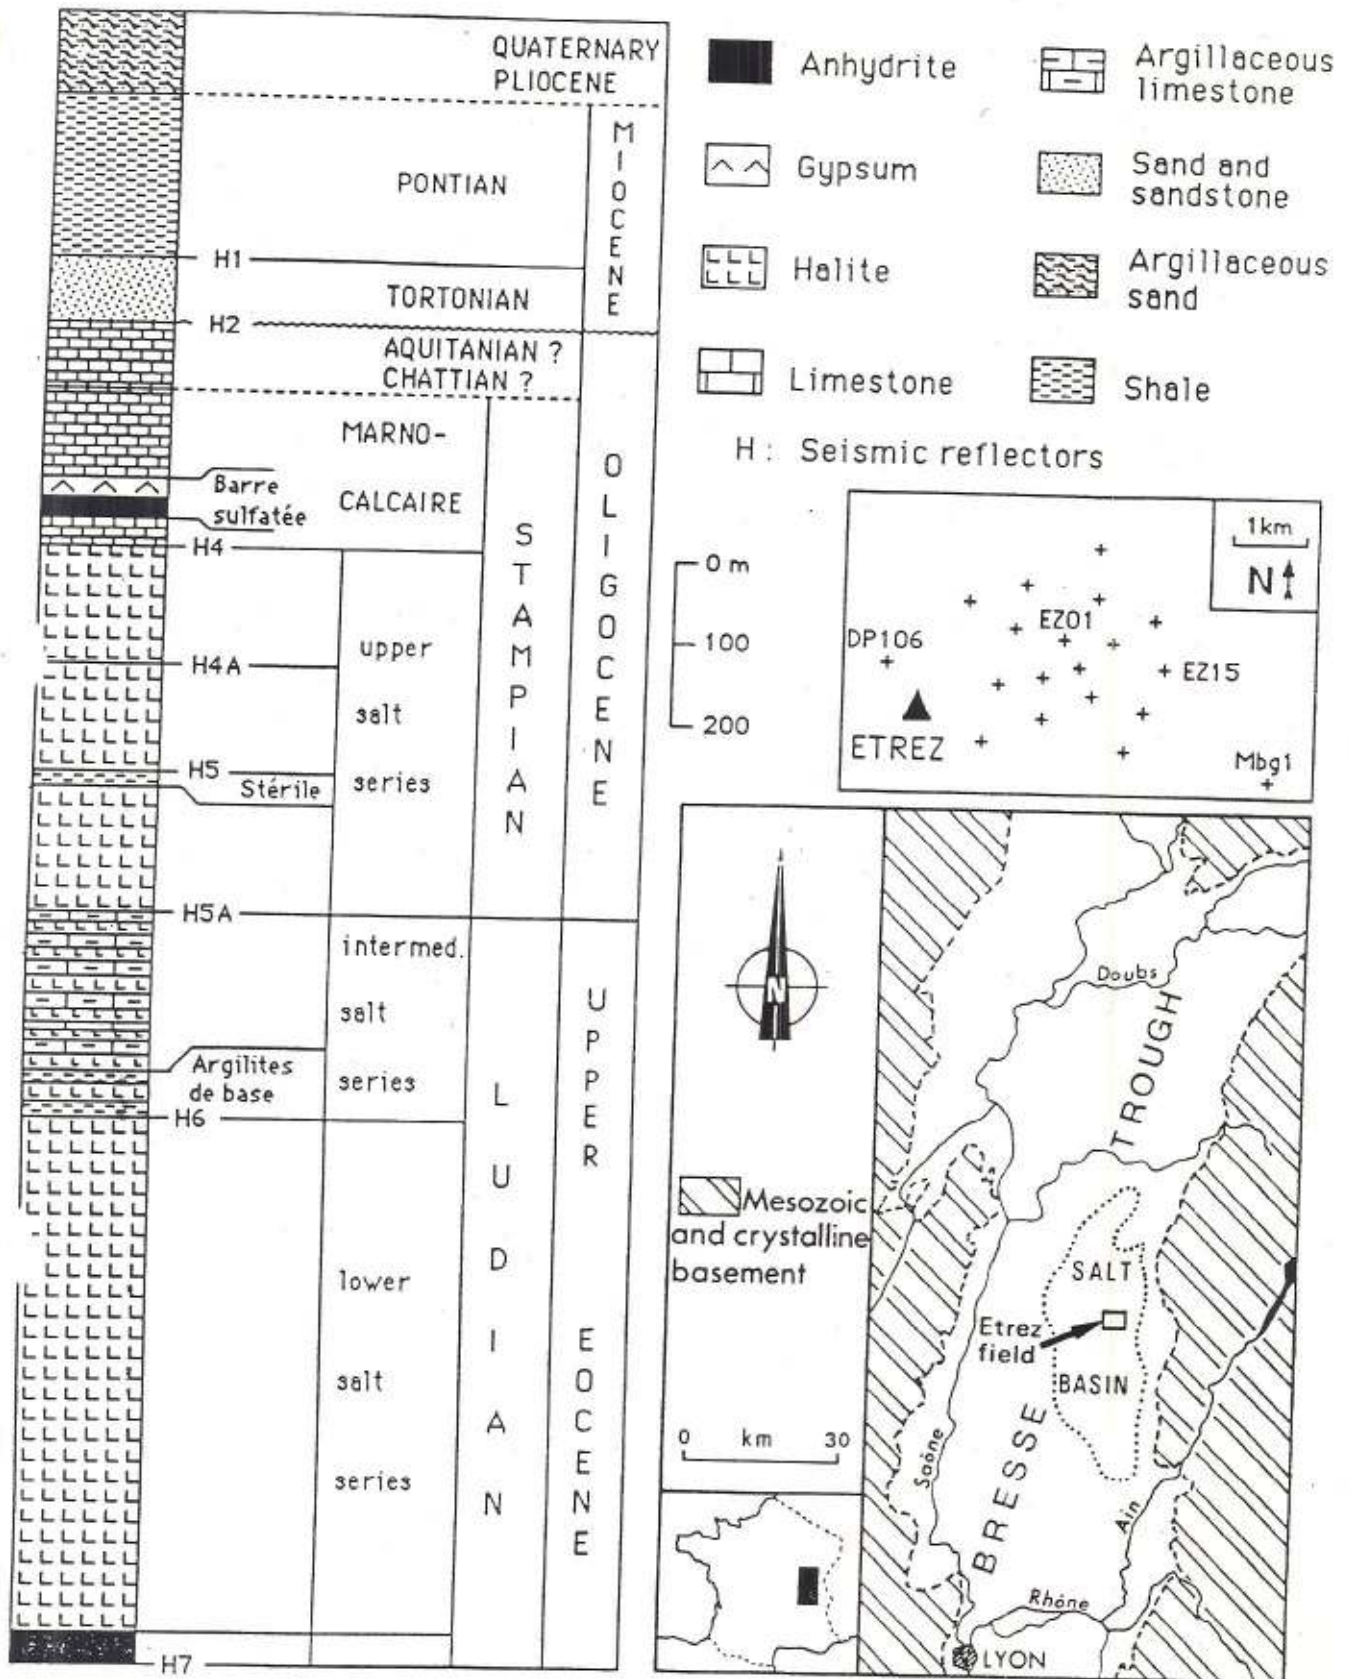 QUATERNARY
PLIOCENE
MIOCENE
PONTIAN
H1
TORTONIAN
H2
AQUITANIAN ?
CHATTIAN ?
MARNO-
CALCAIRE
Barre
sulfatée
H4
STAMPIAN
OLIGOCENE
upper
salt
series
H4A
H5
Stérile
H5A
intermed.
salt
series
Argilites
de base
H6
LUDIAN
UPPER
EOCENE
lower
salt
series
H7
Anhydrite
Gypsum
Halite
Limestone
Argillaceous
limestone
Sand and
sandstone
Argillaceous
sand
Shale
H : Seismic reflectors
0 m
100
200
1km
N
EZ01
DP106
EZ15
ETREZ
Mbg1
N
Mesozoic
and crystalline
basement
0 km 30
Doubs
TROUGH
SALT
Etrez
field
BASIN
Saône
BRESSE
Ain
Rhône
LYON